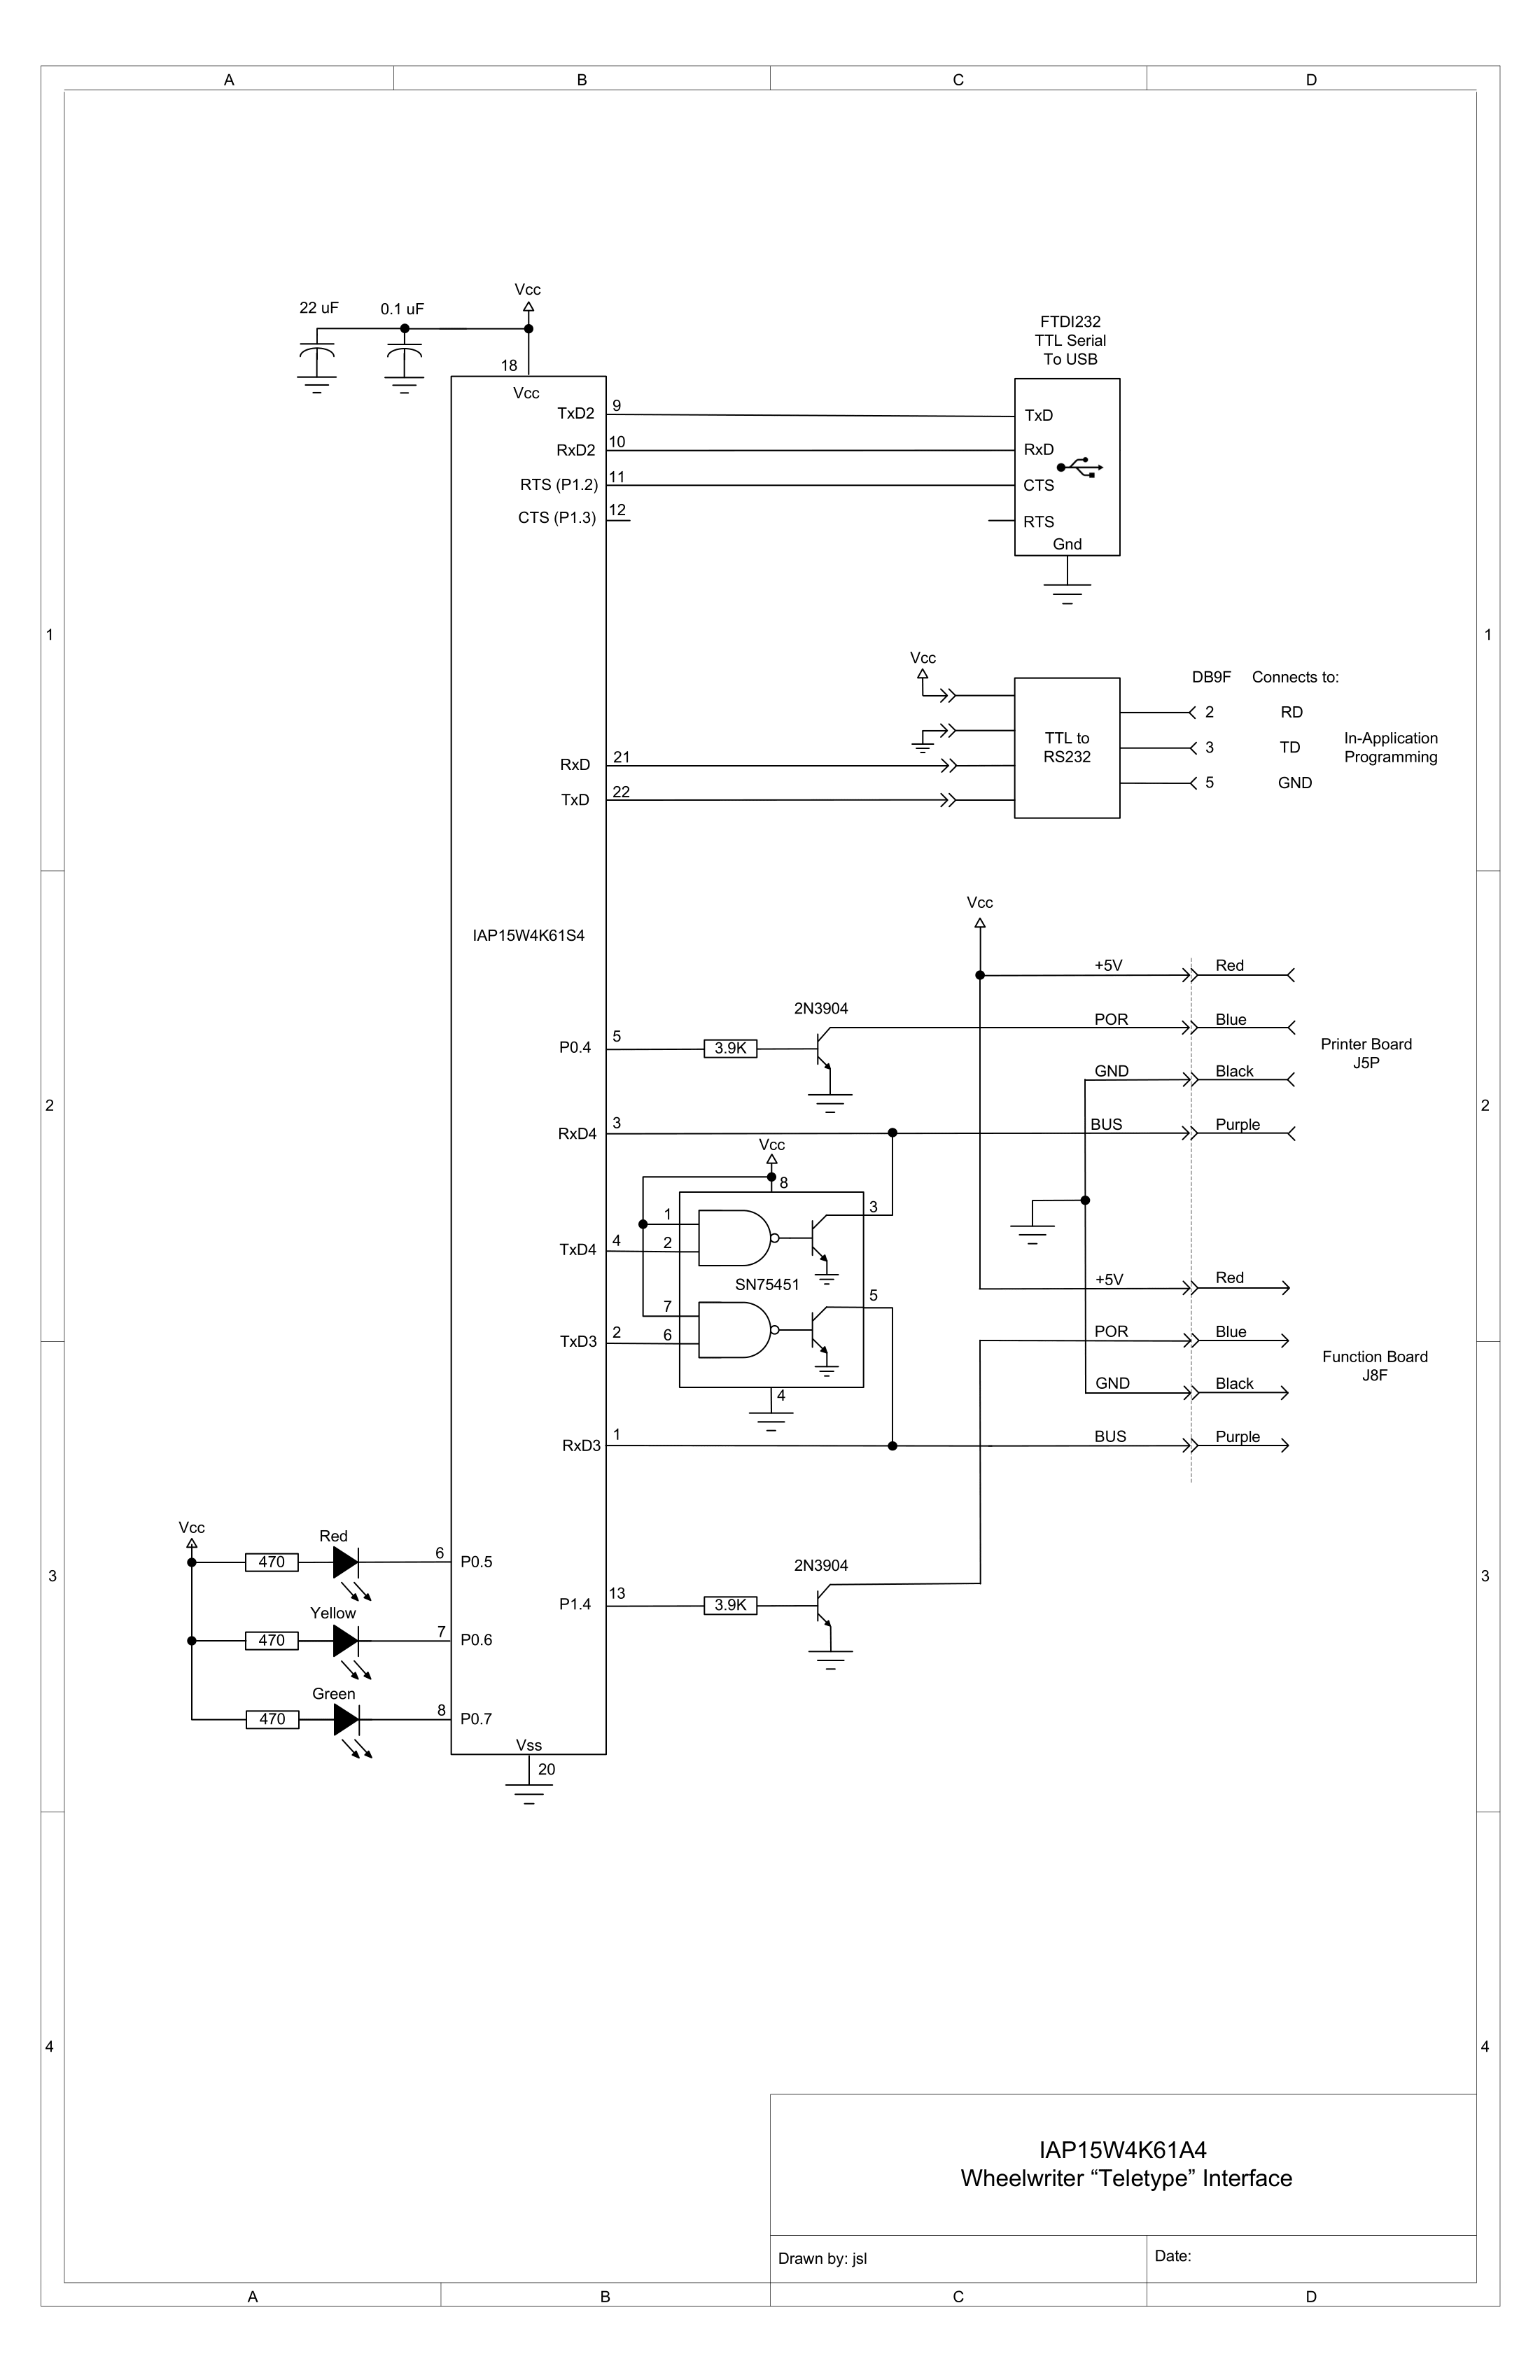 A B C D
Vcc
22 uF 0.1 uF
FTDI232
TTL Serial
To USB
18
Vcc
TxD2 9 TxD
RxD2 10 RxD
RTS (P1.2) 11 CTS
CTS (P1.3) 12 RTS
Gnd
1 1
Vcc
DB9F Connects to:
2 RD
TTL to
RS232
3 TD
In-Application
Programming
RxD 21
5 GND
TxD 22
Vcc
IAP15W4K61S4
+5V Red
2N3904
POR Blue
P0.4 5 3.9K
Printer Board
J5P
GND Black
2 2
RxD4 3 BUS Purple
Vcc
8
1 3
TxD4 4 2
SN75451
+5V Red
5
7
TxD3 2 6
POR Blue
Function Board
J8F
GND Black
4
RxD3 1 BUS Purple
Vcc
Red
470 6 P0.5
2N3904
3 3
Yellow
P1.4 13 3.9K
470 7 P0.6
Green
470 8 P0.7
Vss
20
4 4
IAP15W4K61A4
Wheelwriter “Teletype” Interface
Drawn by: jsl Date:
A B C D